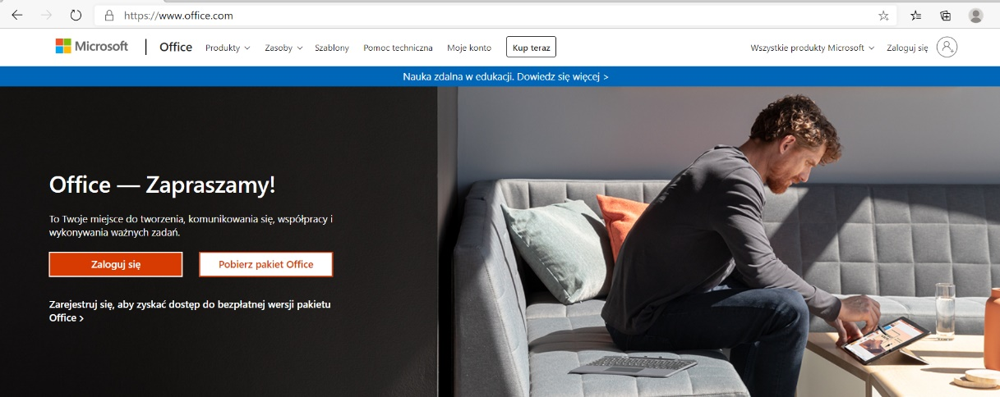 https://www.office.com
Microsoft | Office Produkty Zasoby Szablony Pomoc techniczna Moje konto Kup teraz Wszystkie produkty Microsoft Zaloguj się
Nauka zdalna w edukacji. Dowiedz się więcej >
Office — Zapraszamy!
To Twoje miejsce do tworzenia, komunikowania się, współpracy i
wykonywania ważnych zadań.
Zaloguj się Pobierz pakiet Office
Zarejestruj się, aby zyskać dostęp do bezpłatnej wersji pakietu
Office >